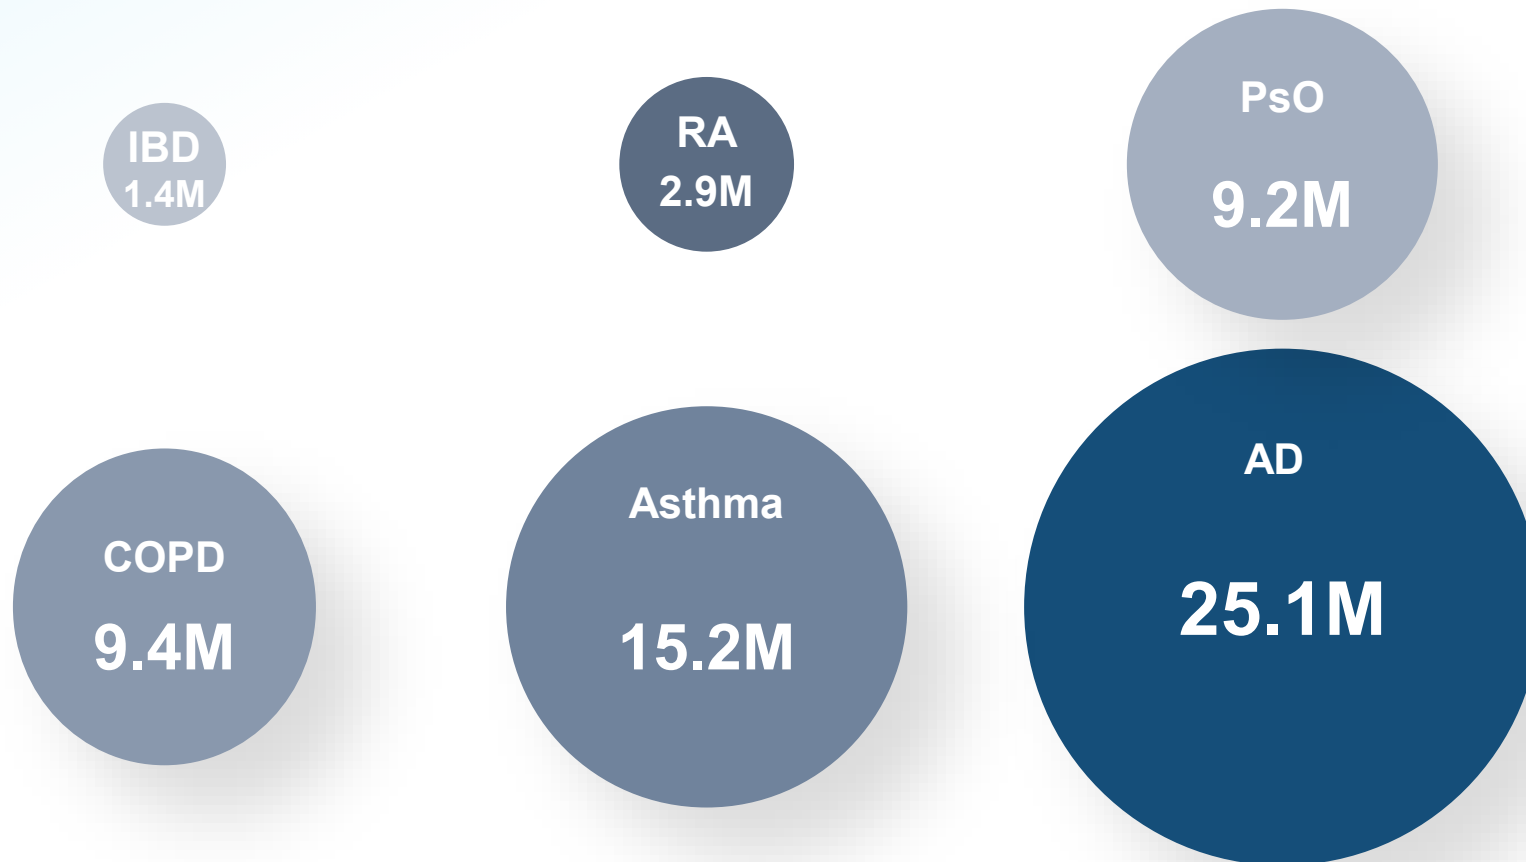 IBD
1.4M
RA
2.9M
PsO
9.2M
COPD
9.4M
Asthma
15.2M
AD
25.1M